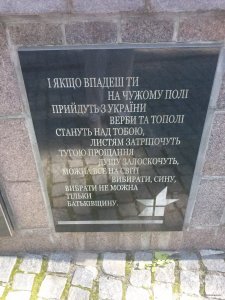 І ЯКЩО ВПАДЕШ ТИ
НА ЧУЖОМУ ПОЛІ
ПРИЙДУТЬ З УКРАЇНИ
ВЕРБИ ТА ТОПОЛІ
СТАНУТЬ НАД ТОБОЮ,
ЛИСТЯМ ЗАТРІПОЧУТЬ
ТУГОЮ ПРОЩАННЯ
ДУШУ ЗАЛОСКОЧУТЬ,
МОЖНА ВСЕ НА СВІТІ
ВИБИРАТИ, СИНУ,
ВИБРАТИ НЕ МОЖНА
ТІЛЬКИ
БАТЬКІВЩИНУ.